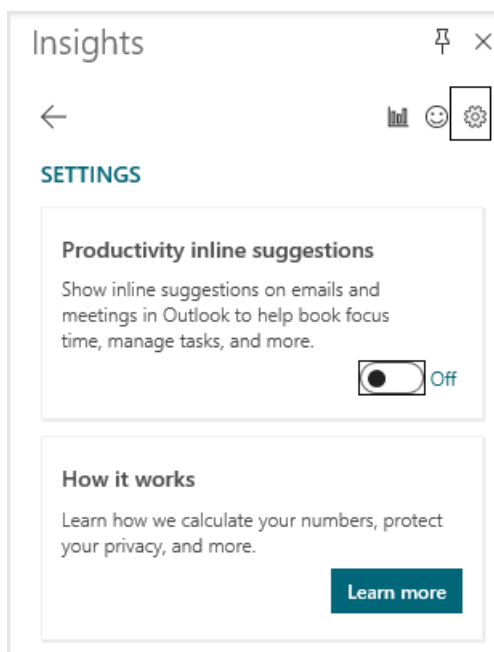 Insights
SETTINGS
Productivity inline suggestions
Show inline suggestions on emails and
meetings in Outlook to help book focus
time, manage tasks, and more.
Off
How it works
Learn how we calculate your numbers, protect
your privacy, and more.
Learn more